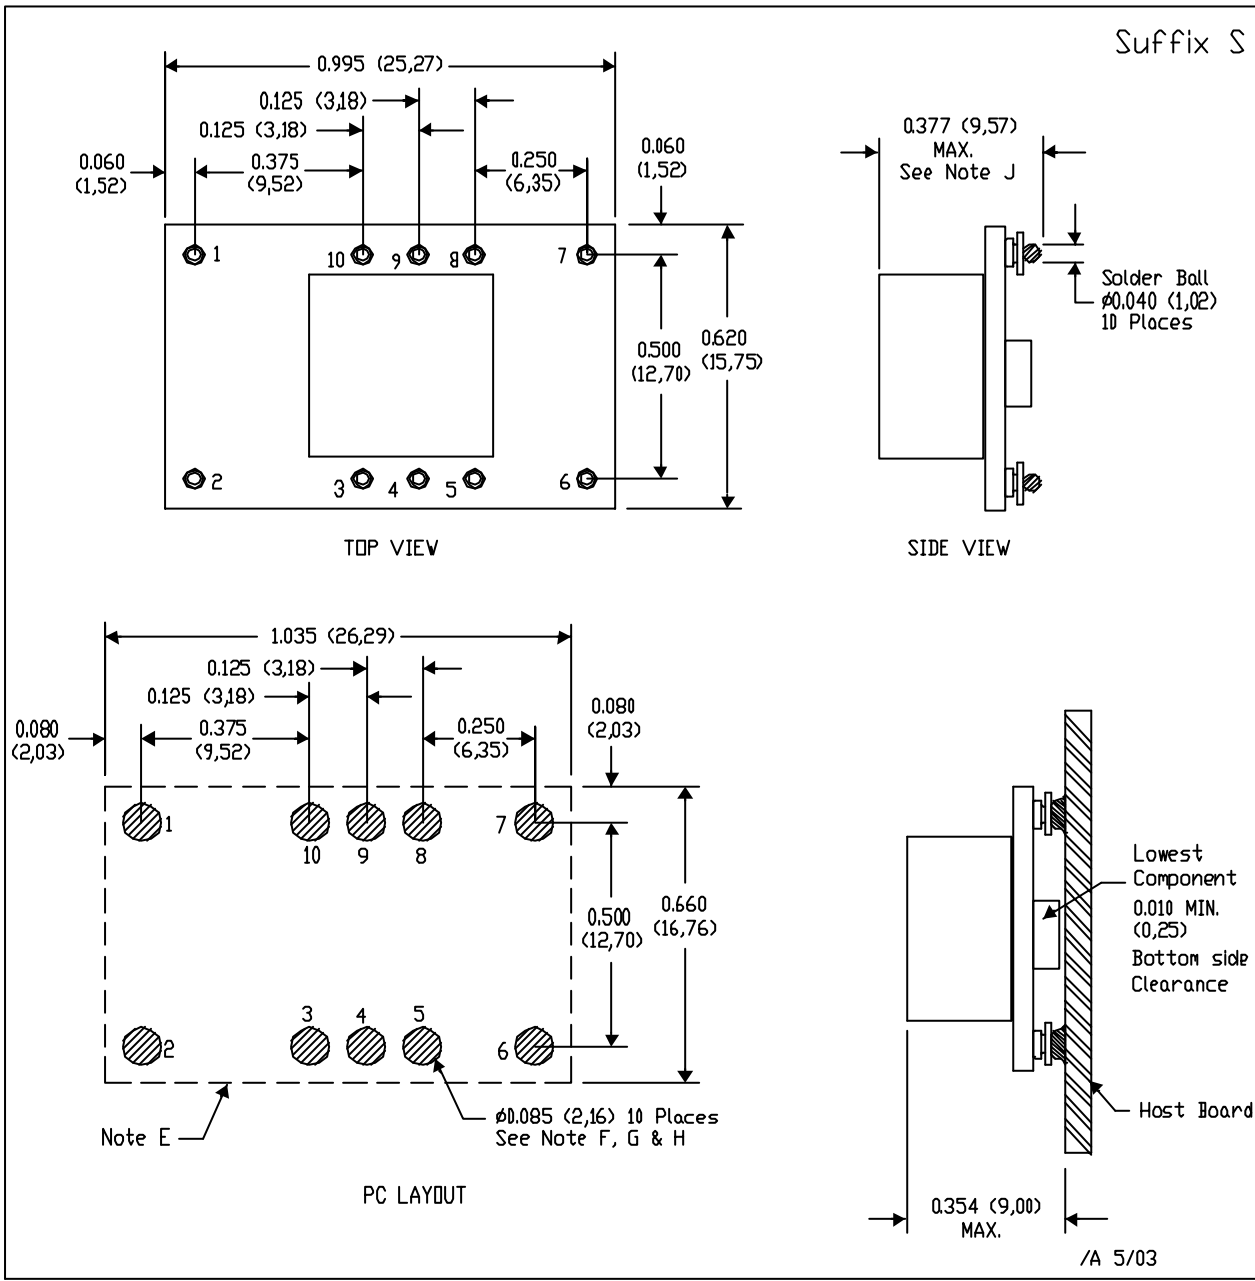 Suffix S
0.995 (25,27)
0.125 (3,18)
0.125 (3,18)
0.060
(1,52)
0.375
(9,52)
0.250
(6,35)
0.060
(1,52)
1
10
9
8
7
2
3
4
5
6
0.500
(12,70)
0.620
(15,75)
TOP VIEW
0.377 (9,57)
MAX.
See Note J
Solder Ball
ø0.040 (1,02)
10 Places
SIDE VIEW
1.035 (26,29)
0.125 (3,18)
0.125 (3,18)
0.080
(2,03)
0.375
(9,52)
0.250
(6,35)
0.080
(2,03)
1
10
9
8
7
2
3
4
5
6
0.500
(12,70)
0.660
(16,76)
Note E
ø0.085 (2,16) 10 Places
See Note F, G & H
PC LAYOUT
Lowest
Component
0.010 MIN.
(0,25)
Bottom side
Clearance
Host Board
0.354 (9,00)
MAX.
/A 5/03